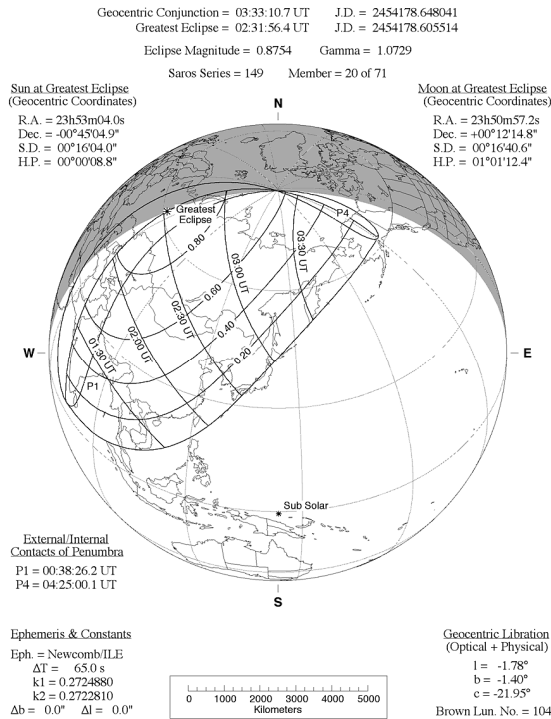 Geocentric Conjunction = 03:33:10.7 UT J.D. = 2454178.648041
Greatest Eclipse = 02:31:56.4 UT J.D. = 2454178.605514
Eclipse Magnitude = 0.8754 Gamma = 1.0729
Saros Series = 149 Member = 20 of 71
Sun at Greatest Eclipse
(Geocentric Coordinates)
R.A. = 23h53m04.0s
Dec. = -00°45'04.9"
S.D. = 00°16'04.0"
H.P. = 00°00'08.8"
Moon at Greatest Eclipse
(Geocentric Coordinates)
R.A. = 23h50m57.2s
Dec. = +00°12'14.8"
S.D. = 00°16'40.6"
H.P. = 01°01'12.4"
N
Greatest
Eclipse
P4
0.80
03:30 UT
03:00 UT
0.60
02:30 UT
0.40
02:00 UT
0.20
01:30 UT
W
E
P1
Sub Solar
S
External/Internal
Contacts of Penumbra
P1 = 00:38:26.2 UT
P4 = 04:25:00.1 UT
Ephemeris & Constants
Eph. = Newcomb/ILE
ΔT = 65.0 s
k1 = 0.2724880
k2 = 0.2722810
Δb = 0.0" Δl = 0.0"
0 1000 2000 3000 4000 5000
Kilometers
Geocentric Libration
(Optical + Physical)
l = -1.78°
b = -1.40°
c = -21.95°
Brown Lun. No. = 104